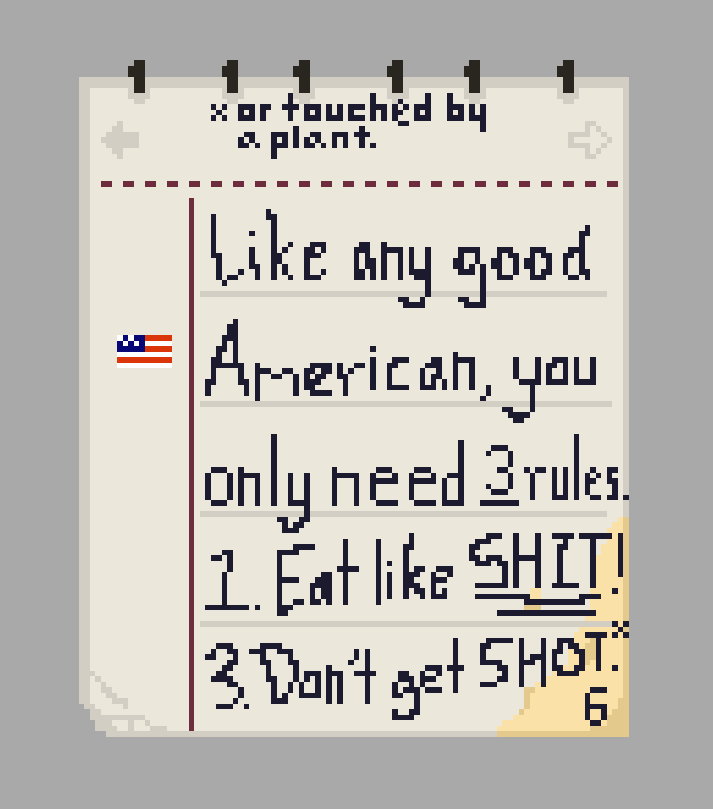 x or touched by
a plant.
Like any good
American, you
only need 3 rules.
1. Eat like SHIT!
3. Don't get SHOT.x
6